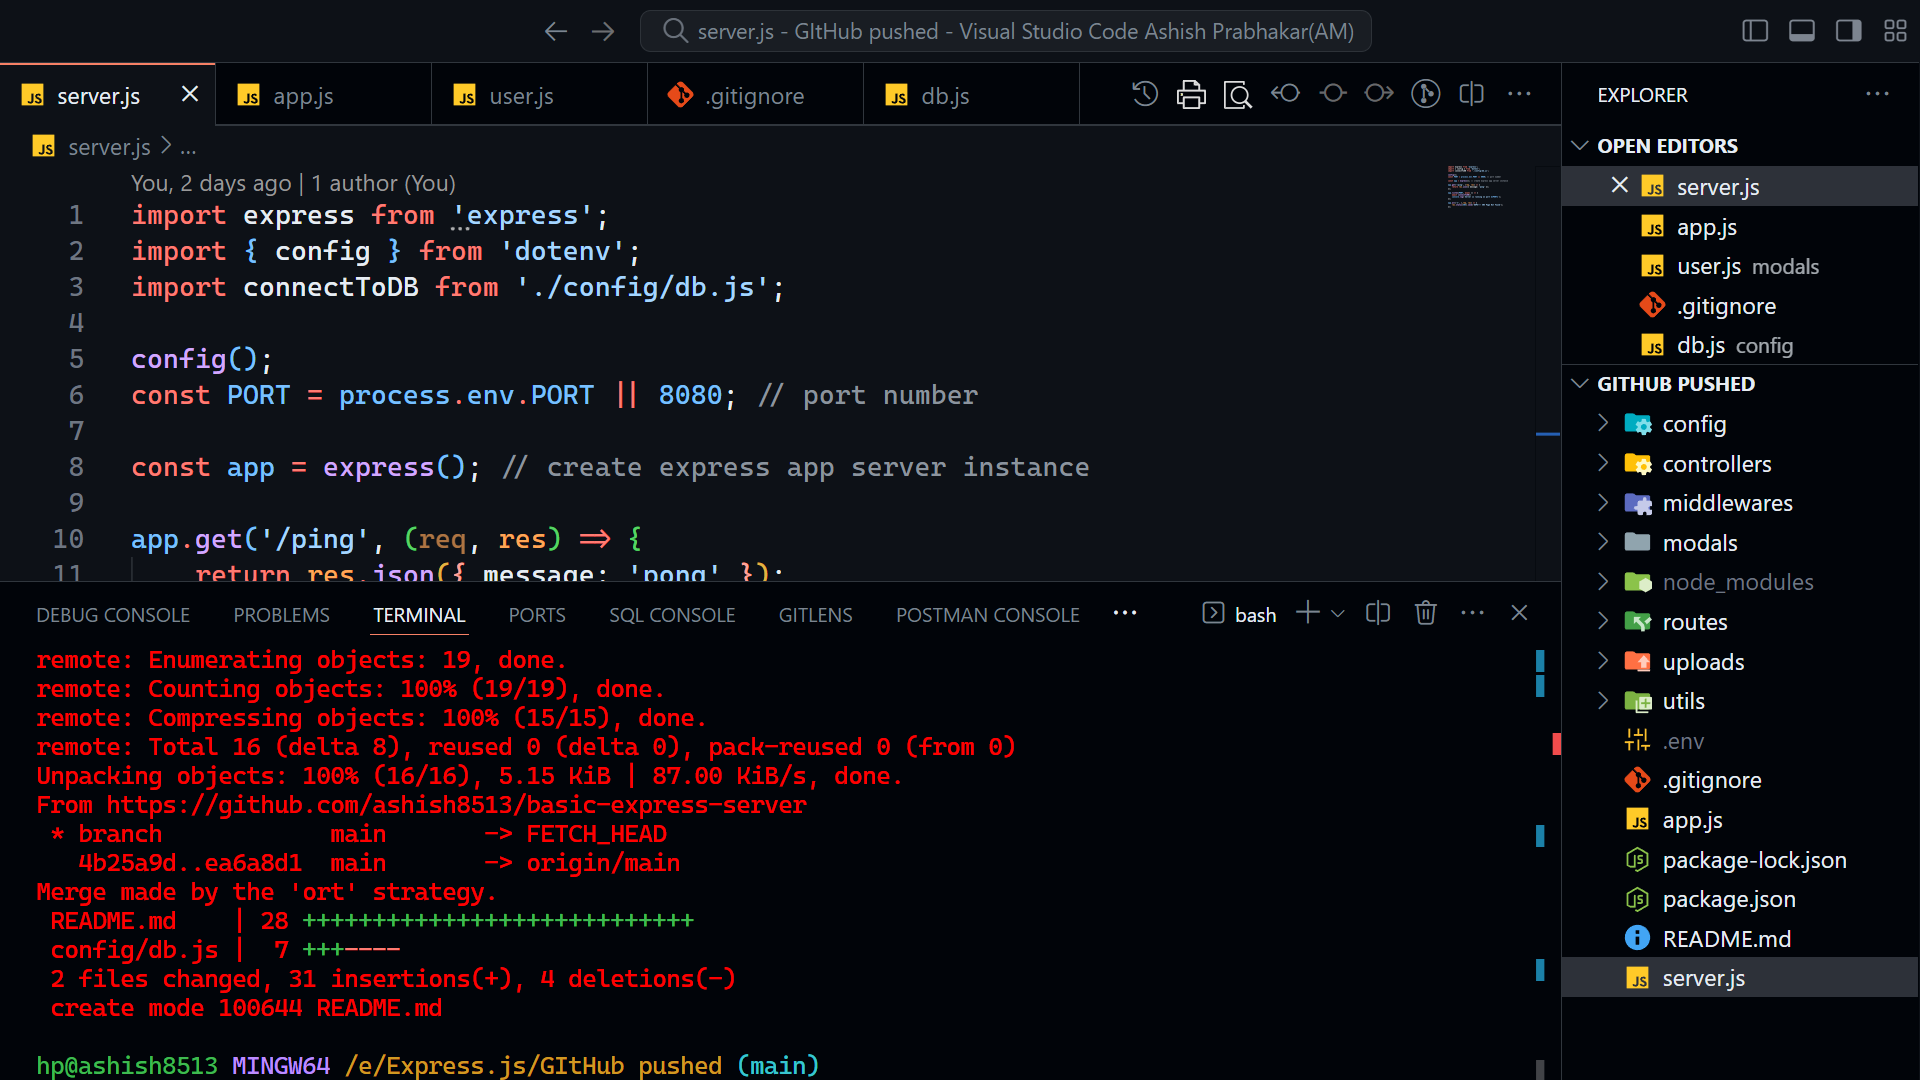 server.js - GItHub pushed - Visual Studio Code Ashish Prabhakar(AM)
server.js
app.js
user.js
.gitignore
db.js
server.js > ...
You, 2 days ago | 1 author (You)
1 import express from 'express';
2 import { config } from 'dotenv';
3 import connectToDB from './config/db.js';
4
5 config();
6 const PORT = process.env.PORT || 8080; // port number
7
8 const app = express(); // create express app server instance
9
10 app.get('/ping', (req, res) => {
11 return res.json({ message: 'pong' });
DEBUG CONSOLE
PROBLEMS
TERMINAL
PORTS
SQL CONSOLE
GITLENS
POSTMAN CONSOLE
bash
remote: Enumerating objects: 19, done.
remote: Counting objects: 100% (19/19), done.
remote: Compressing objects: 100% (15/15), done.
remote: Total 16 (delta 8), reused 0 (delta 0), pack-reused 0 (from 0)
Unpacking objects: 100% (16/16), 5.15 KiB | 87.00 KiB/s, done.
From https://github.com/ashish8513/basic-express-server
* branch main -> FETCH_HEAD
4b25a9d..ea6a8d1 main -> origin/main
Merge made by the 'ort' strategy.
README.md | 28 ++++++++++++++++++++++++++++
config/db.js | 7 +++----
2 files changed, 31 insertions(+), 4 deletions(-)
create mode 100644 README.md
hp@ashish8513 MINGW64 /e/Express.js/GItHub pushed (main)
EXPLORER
OPEN EDITORS
server.js
app.js
user.js modals
.gitignore
db.js config
GITHUB PUSHED
config
controllers
middlewares
modals
node_modules
routes
uploads
utils
.env
.gitignore
app.js
package-lock.json
package.json
README.md
server.js